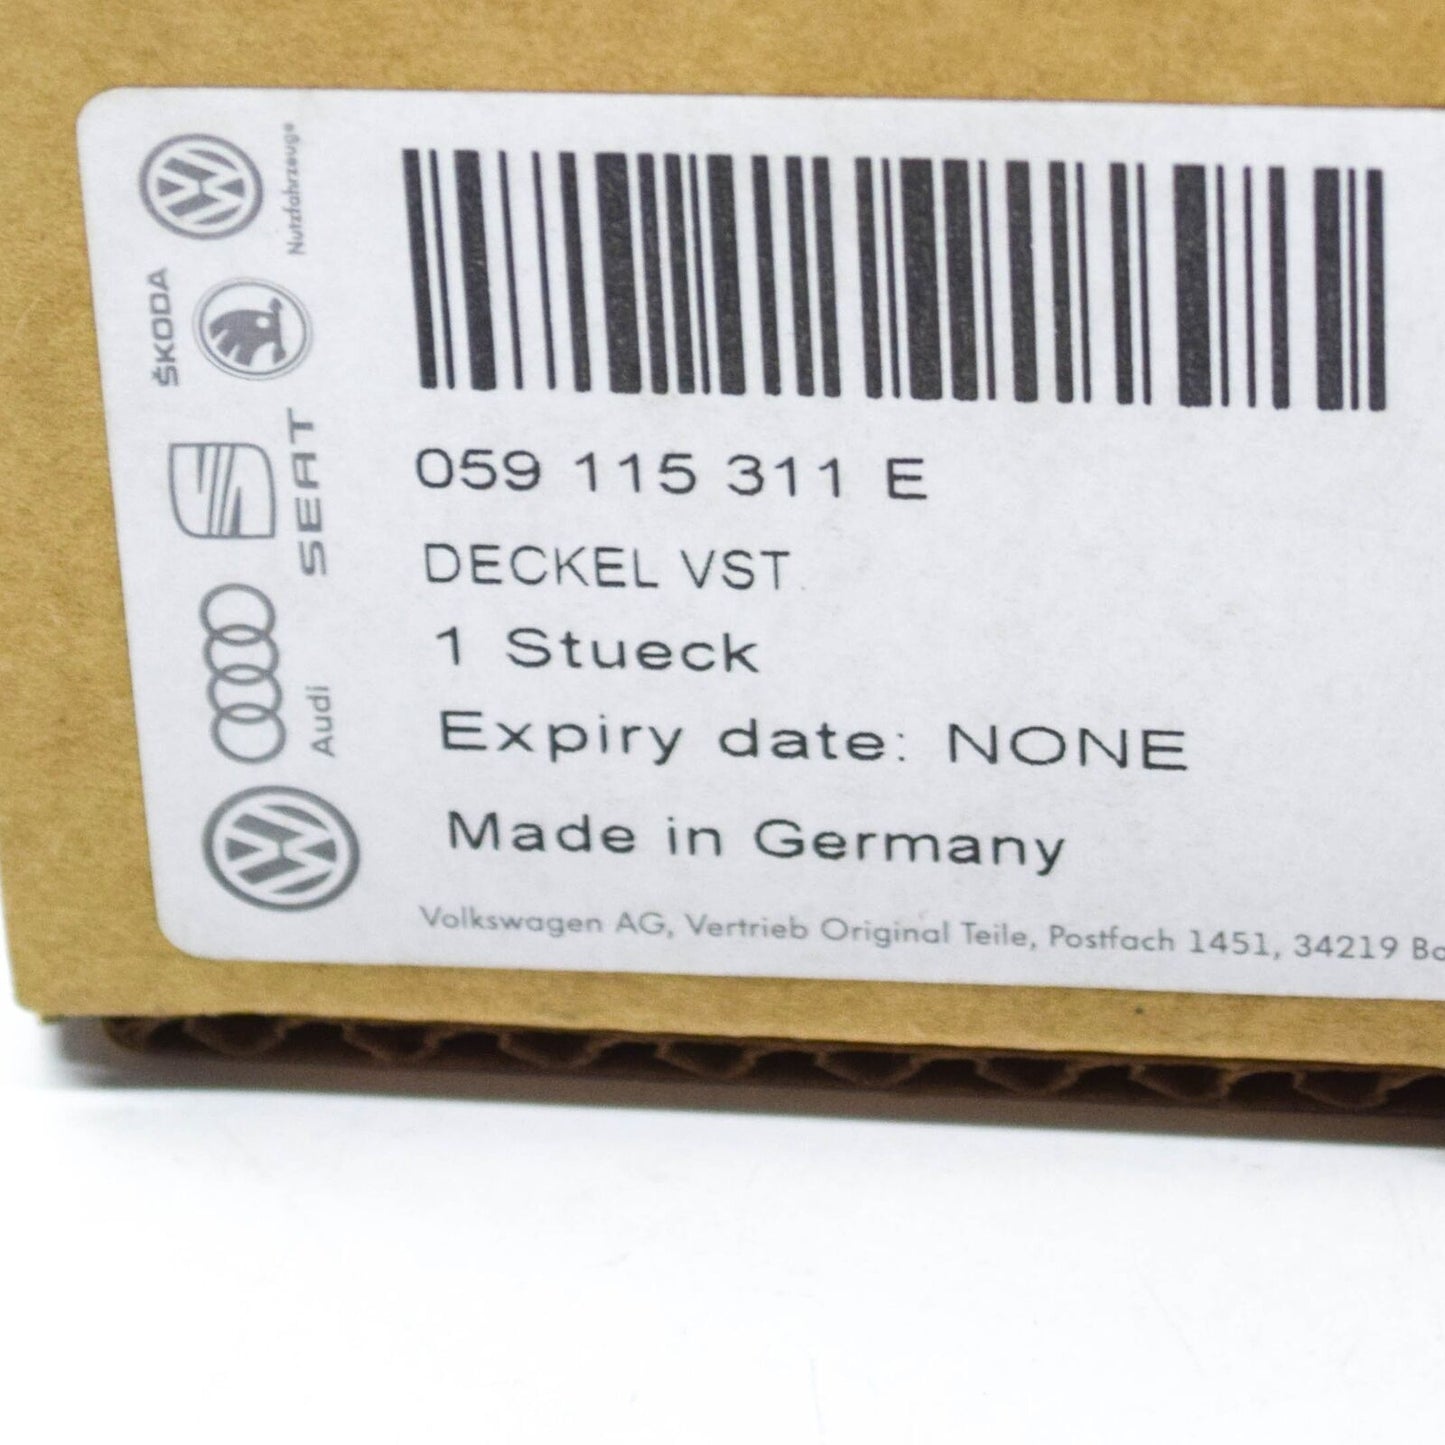 Nutzfahrzeuge
ŠKODA
SEAT
Audi
059 115 311 E
DECKEL VST.
1 Stueck
Expiry date: NONE
Made in Germany
Volkswagen AG, Vertrieb Original Teile, Postfach 1451, 34219